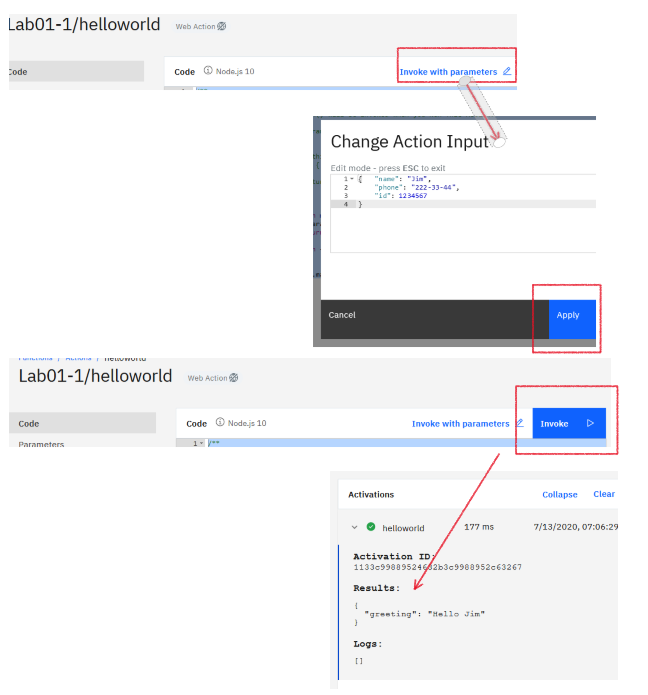 Lab01-1/helloworld Web Action
Code
Code Node.js 10 Invoke with parameters
Change Action Input
Edit mode - press ESC to exit
1 { "name": "Jim",
2 "phone": "222-33-44",
3 "id": 1234567
4 }
Cancel Apply
Functions / Actions / helloworld
Lab01-1/helloworld Web Action
Code
Code Node.js 10 Invoke with parameters Invoke
Parameters
1 /**
Activations Collapse Clear
helloworld 177 ms 7/13/2020, 07:06:29
Activation ID:
Results:
{
"greeting": "Hello Jim"
}
Logs:
[]